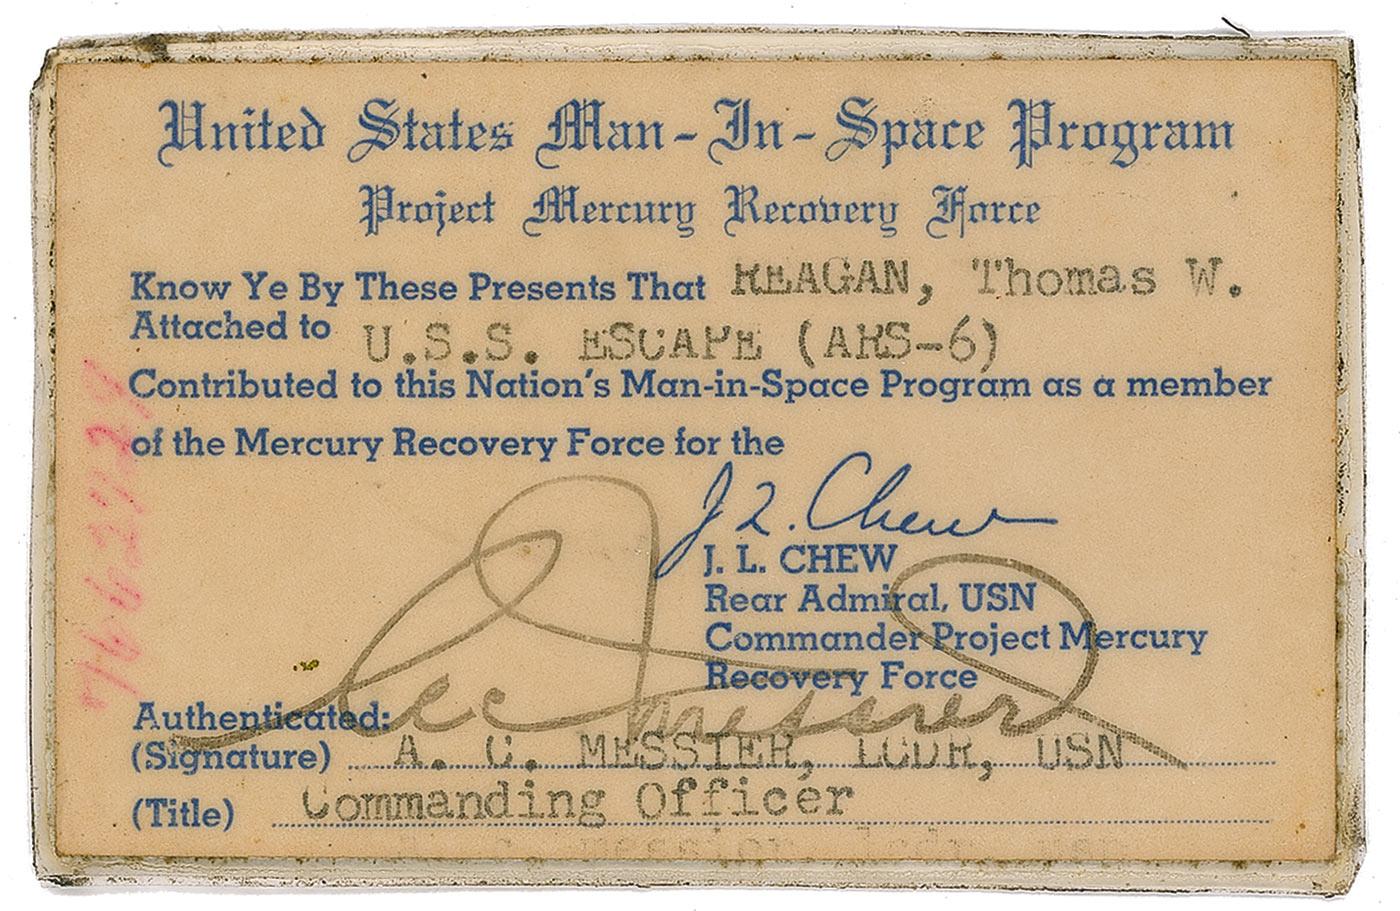 United States Man-In-Space Program
Project Mercury Recovery Force
Know Ye By These Presents That REAGAN, Thomas W.
Attached to U.S.S. ESCAPE (ARS-6)
Contributed to this Nation's Man-in-Space Program as a member
of the Mercury Recovery Force for the
J L. Chew
J. L. CHEW
Rear Admiral, USN
Commander Project Mercury
Recovery Force
Authenticated:
(Signature) A. C. MESSIER, LCDR, USN
(Title) Commanding Officer